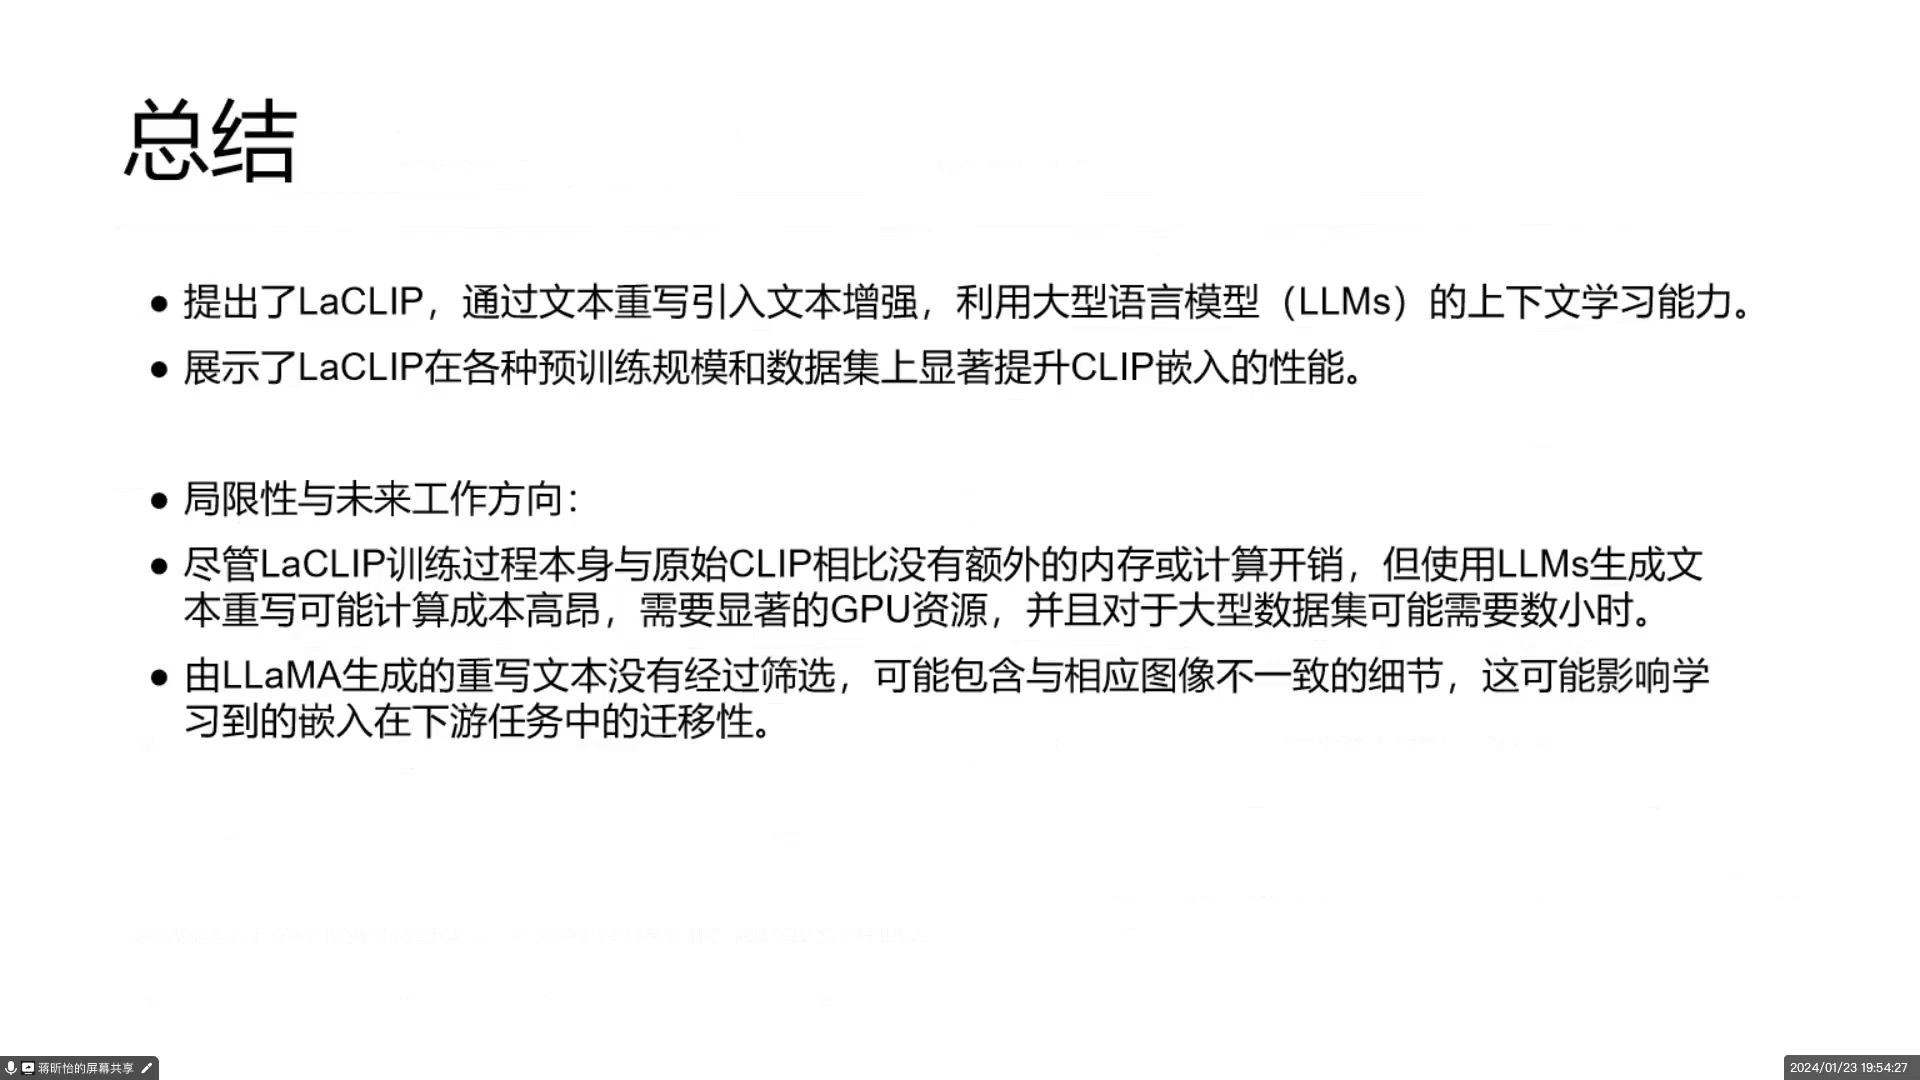 总结
● 提出了LaCLIP，通过文本重写引入文本增强，利用大型语言模型（LLMs）的上下文学习能力。
● 展示了LaCLIP在各种预训练规模和数据集上显著提升CLIP嵌入的性能。
● 局限性与未来工作方向：
● 尽管LaCLIP训练过程本身与原始CLIP相比没有额外的内存或计算开销，但使用LLMs生成文
本重写可能计算成本高昂，需要显著的GPU资源，并且对于大型数据集可能需要数小时。
● 由LLaMA生成的重写文本没有经过筛选，可能包含与相应图像不一致的细节，这可能影响学
习到的嵌入在下游任务中的迁移性。
蒋昕怡的屏幕共享
2024/01/23 19:54:27